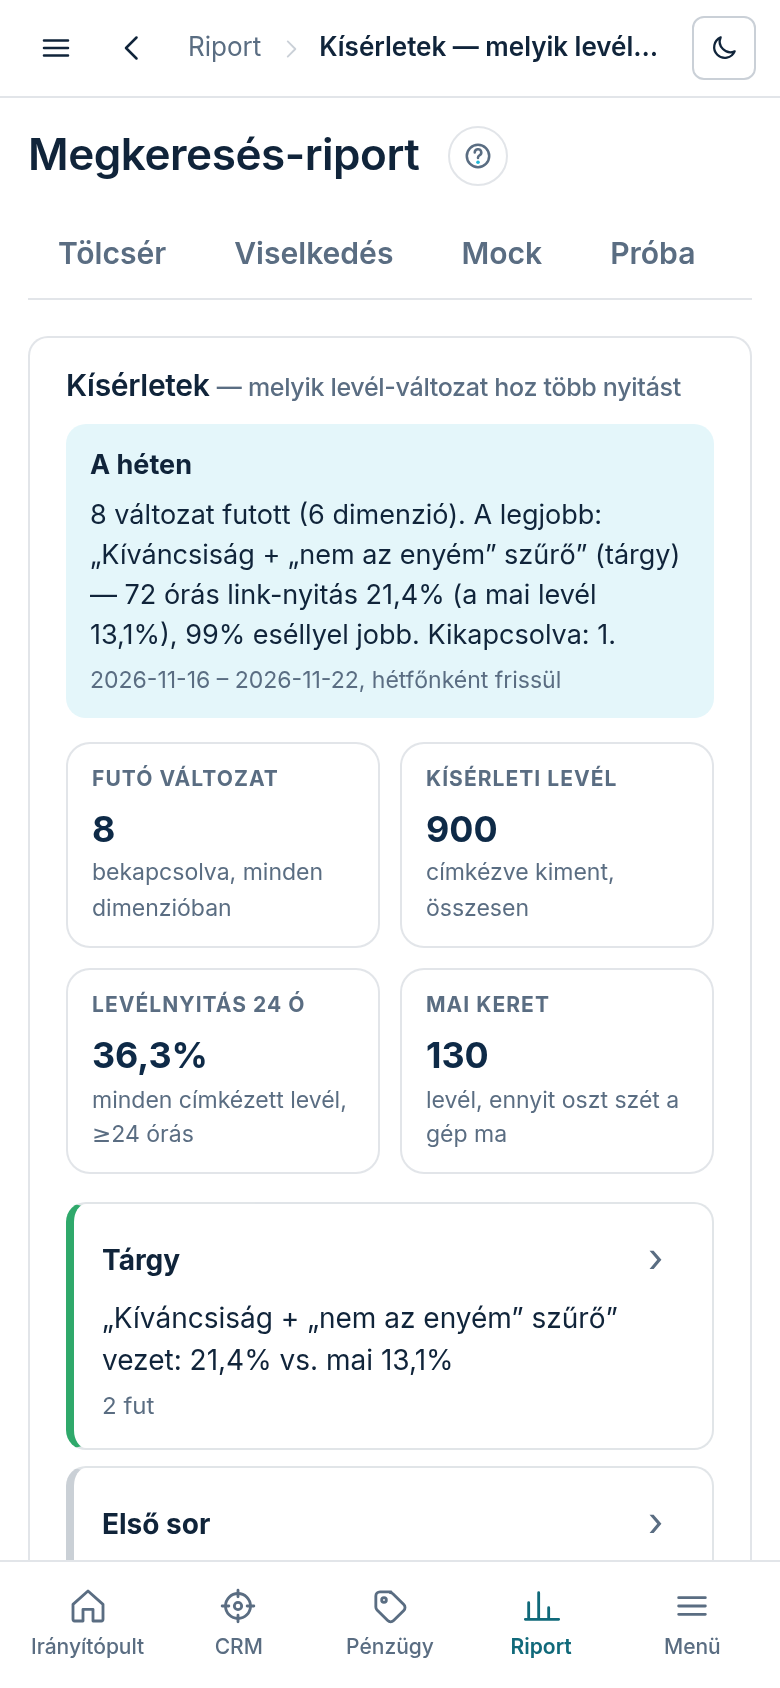 Riport
Kísérletek — melyik levél...
Megkeresés-riport
Tölcsér Viselkedés Mock Próba
Kísérletek — melyik levél-változat hoz több nyitást
A héten
8 változat futott (6 dimenzió). A legjobb:
„Kíváncsiság + „nem az enyém” szűrő” (tárgy)
— 72 órás link-nyitás 21,4% (a mai levél
13,1%), 99% eséllyel jobb. Kikapcsolva: 1.
2026-11-16 – 2026-11-22, hétfőnként frissül
FUTÓ VÁLTOZAT
8
bekapcsolva, minden
dimenzióban
KÍSÉRLETI LEVÉL
900
címkézve kiment,
összesen
LEVÉLNYITÁS 24 Ó
36,3%
minden címkézett levél,
≥24 órás
MAI KERET
130
levél, ennyit oszt szét a
gép ma
Tárgy
„Kíváncsiság + „nem az enyém” szűrő”
vezet: 21,4% vs. mai 13,1%
2 fut
Első sor
Irányítópult
CRM
Pénzügy
Riport
Menü